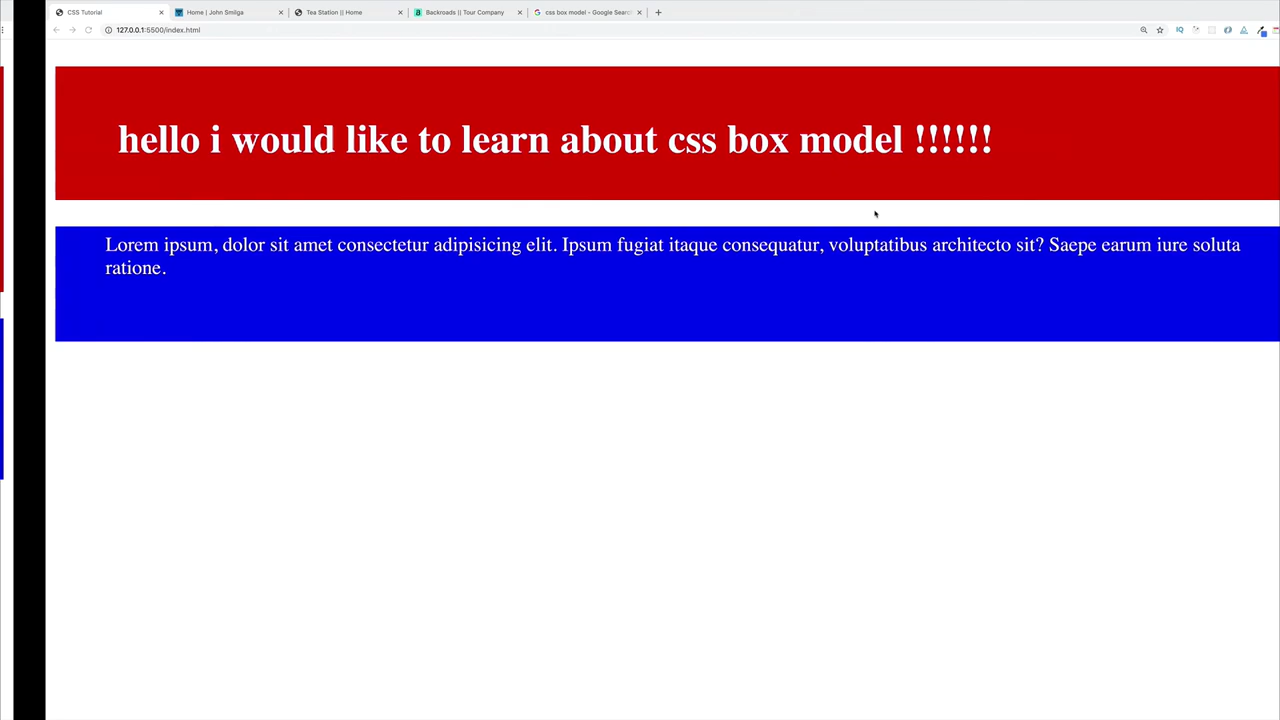 CSS Tutorial
Home | John Smilga
Tea Station || Home
Backroads || Tour Company
css box model - Google Searc
127.0.0.1:5500/index.html
hello i would like to learn about css box model !!!!!!
Lorem ipsum, dolor sit amet consectetur adipisicing elit. Ipsum fugiat itaque consequatur, voluptatibus architecto sit? Saepe earum iure soluta
ratione.